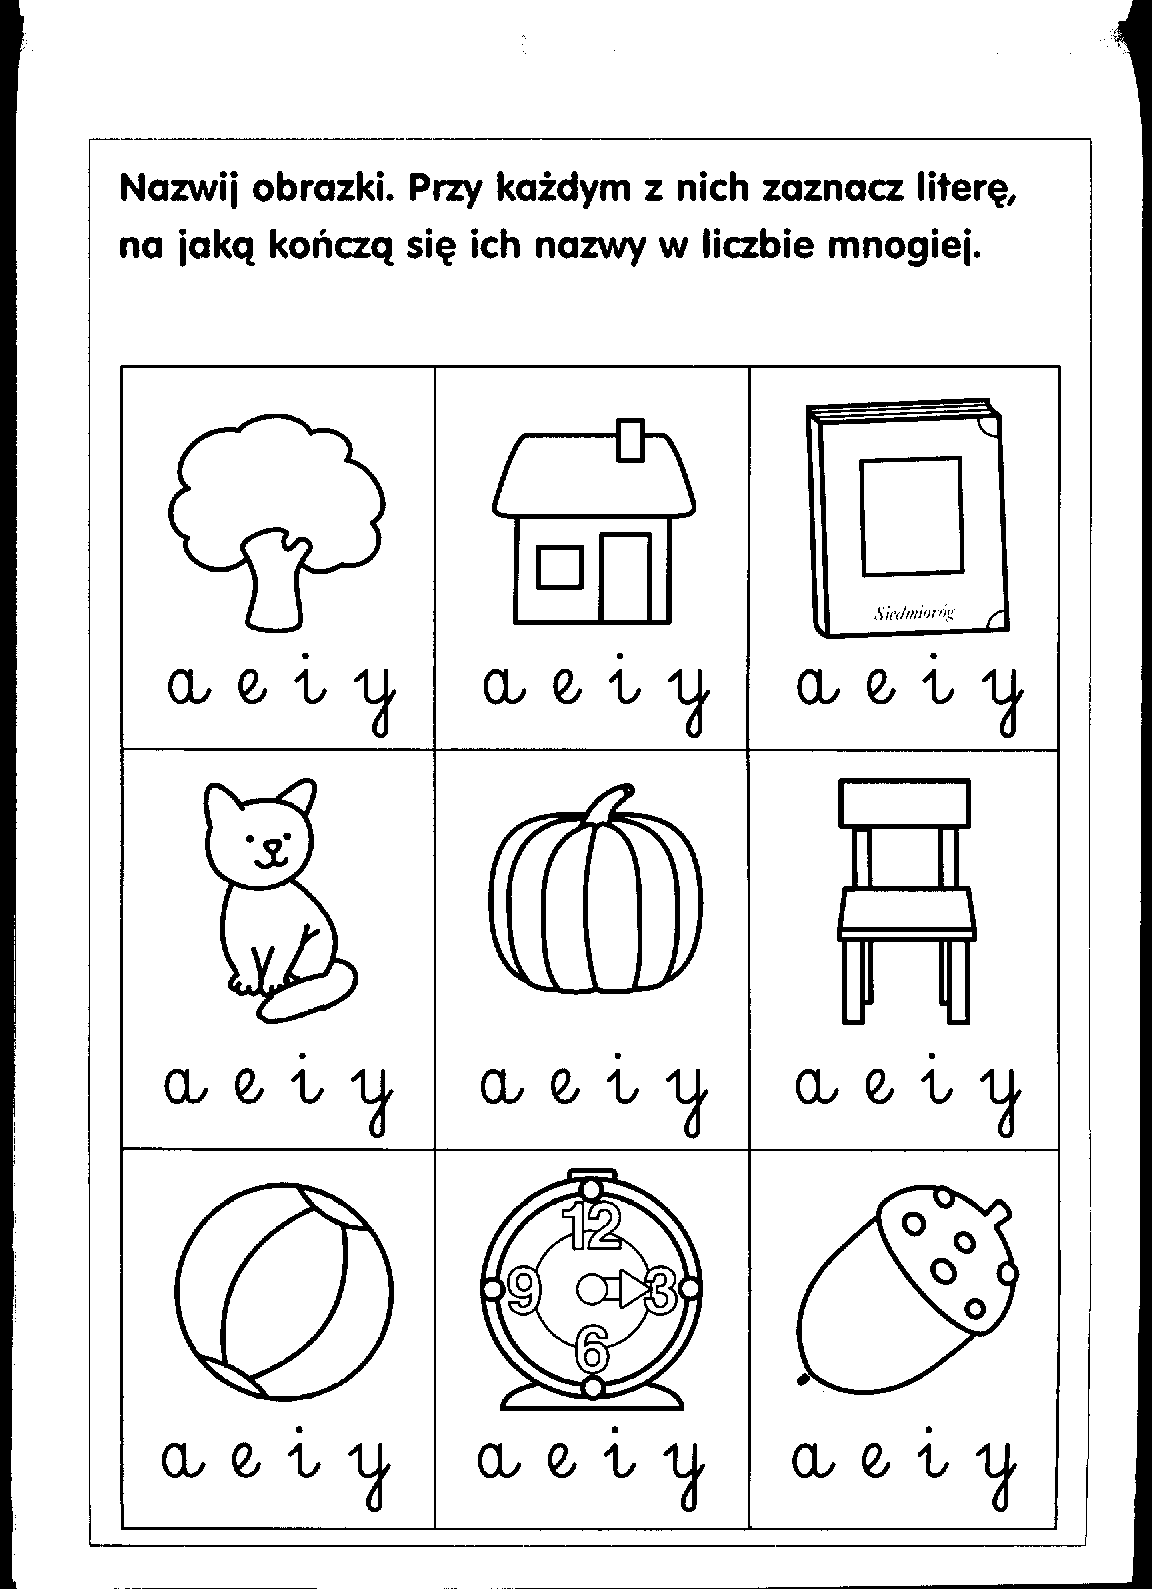 Nazwij obrazki. Przy każdym z nich zaznacz literę,
na jaką kończą się ich nazwy w liczbie mnogiej.
Siedmioróg
a e i y
a e i y
a e i y
a e i y
a e i y
a e i y
12
9 3
6
a e i y
a e i y
a e i y